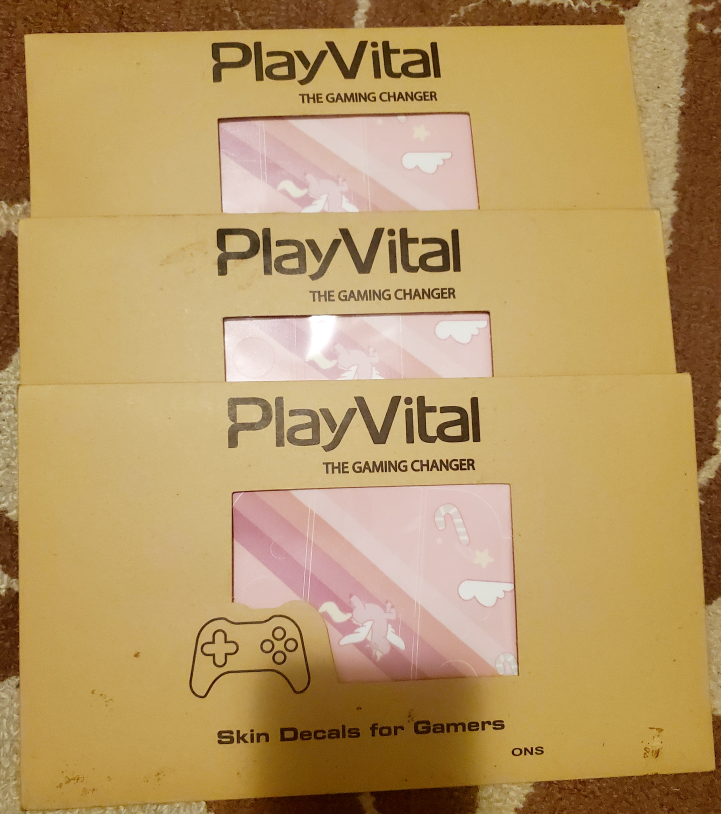 PlayVital
THE GAMING CHANGER
PlayVital
THE GAMING CHANGER
PlayVital
THE GAMING CHANGER
Skin Decals for Gamers
ONS